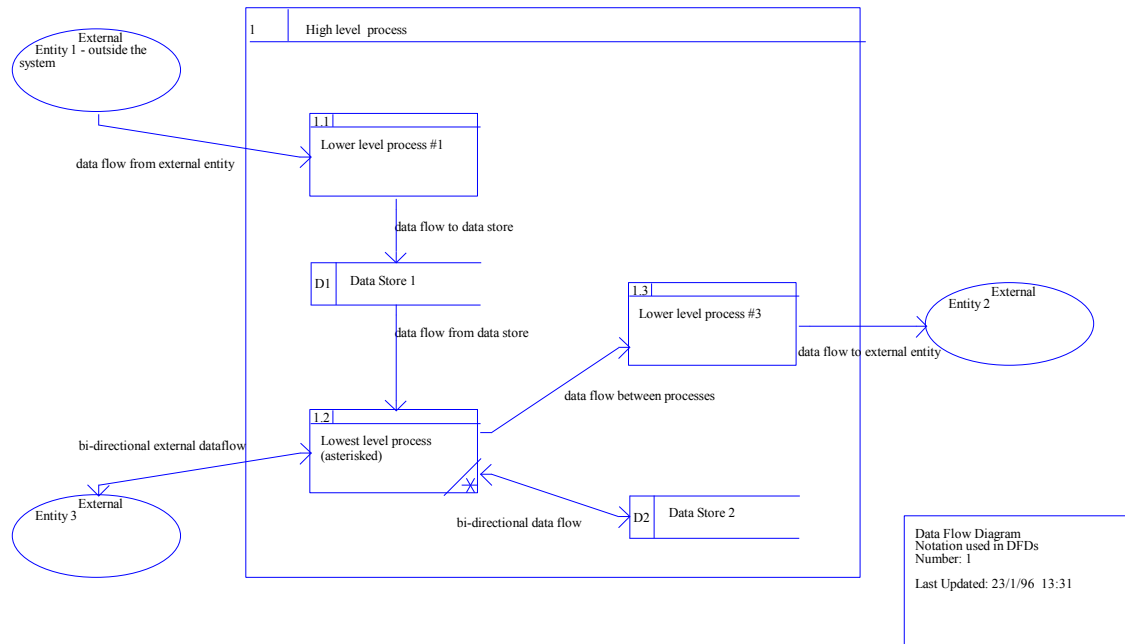 1
High level process
External
Entity 1 - outside the
system
1.1
Lower level process #1
data flow from external entity
data flow to data store
D1
Data Store 1
1.3
Lower level process #3
External
Entity 2
data flow from data store
data flow to external entity
data flow between processes
1.2
Lowest level process
(asterisked)
*
bi-directional external dataflow
External
Entity 3
bi-directional data flow
D2
Data Store 2
Data Flow Diagram
Notation used in DFDs
Number: 1
Last Updated: 23/1/96 13:31